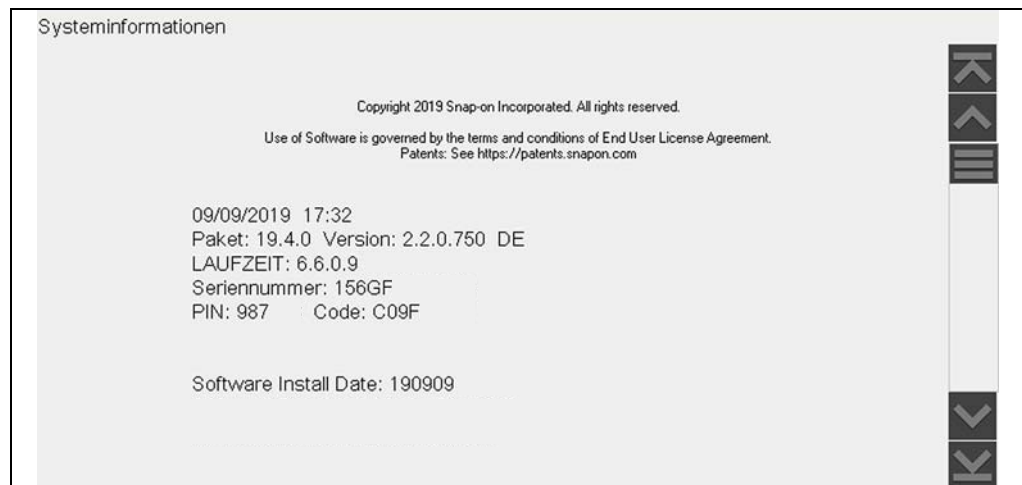 Systeminformationen
Copyright 2019 Snap-on Incorporated. All rights reserved.
Use of Software is governed by the terms and conditions of End User License Agreement.
Patents: See https://patents.snapon.com
09/09/2019 17:32
Paket: 19.4.0 Version: 2.2.0.750 DE
LAUFZEIT: 6.6.0.9
Seriennummer: 156GF
PIN: 987 Code: C09F
Software Install Date: 190909